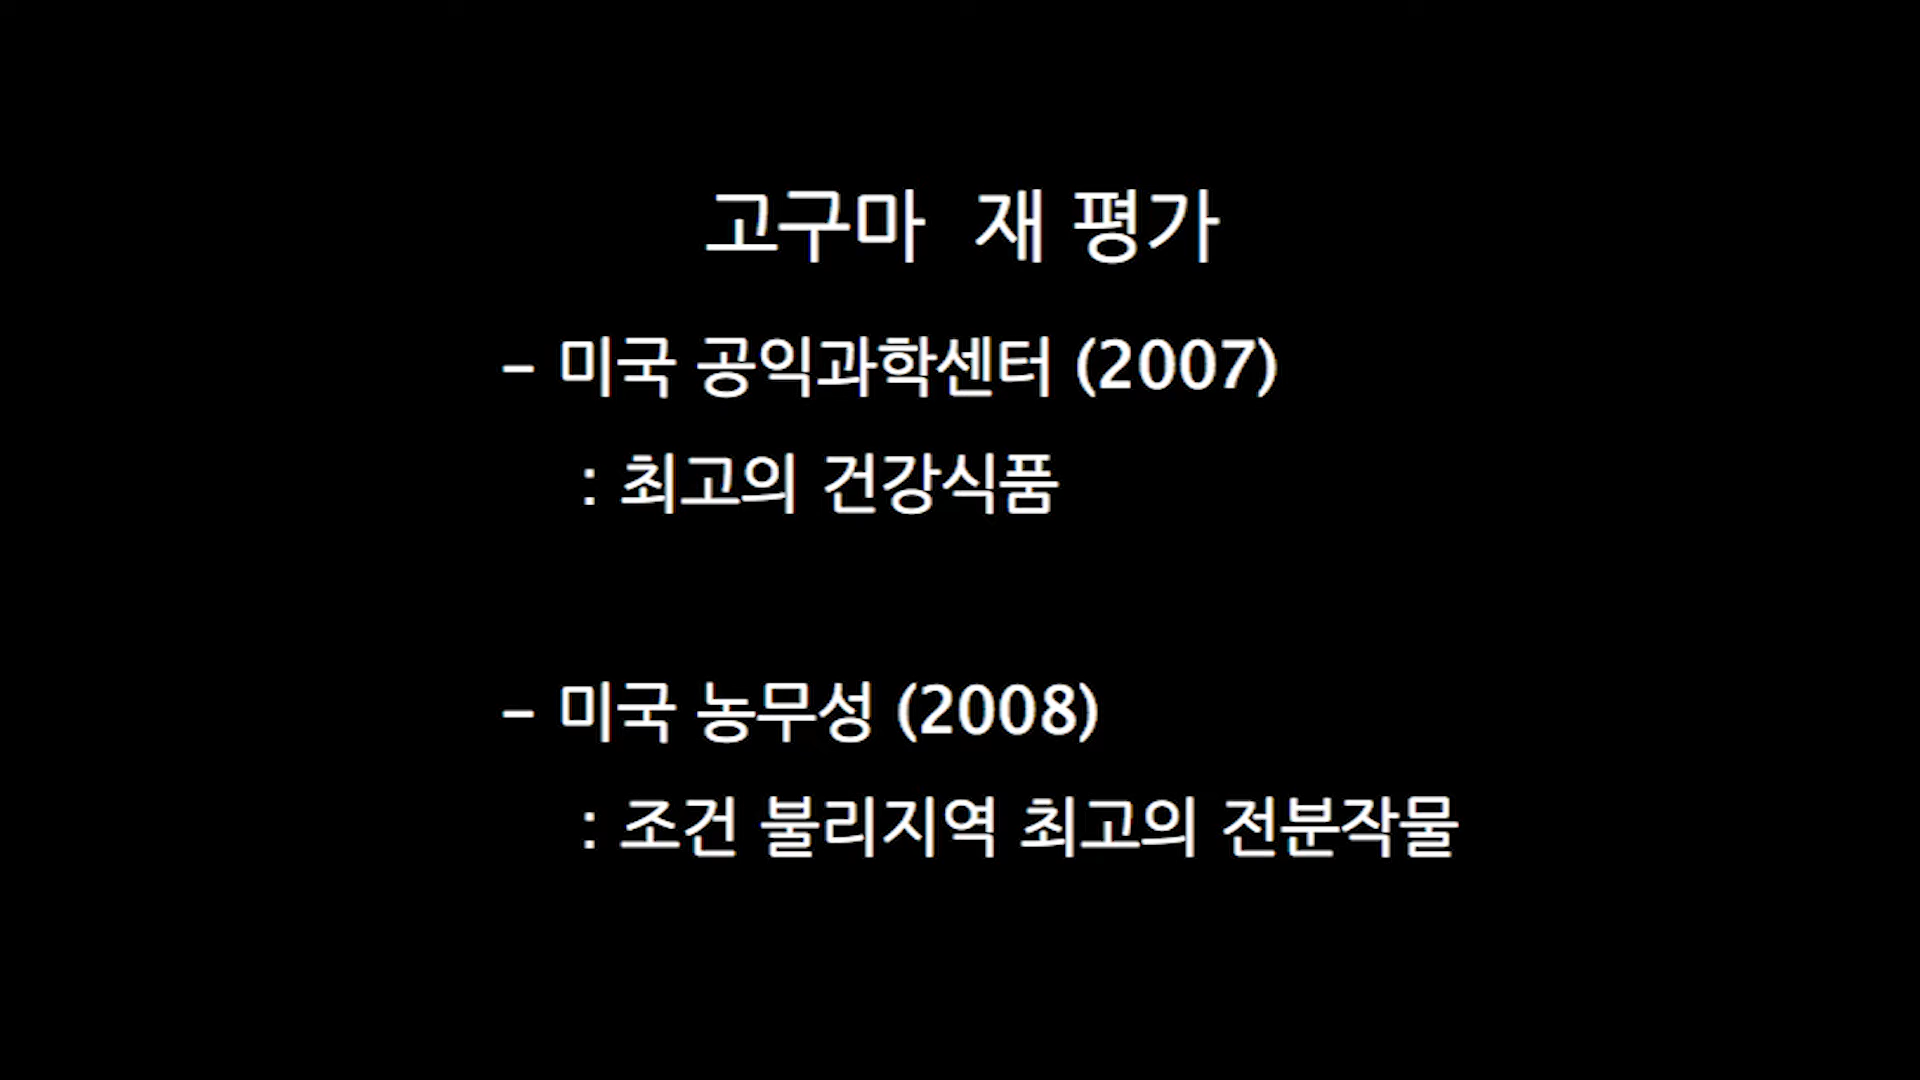 고구마 재 평가
- 미국 공익과학센터 (2007)
: 최고의 건강식품
- 미국 농무성 (2008)
: 조건 불리지역 최고의 전분작물